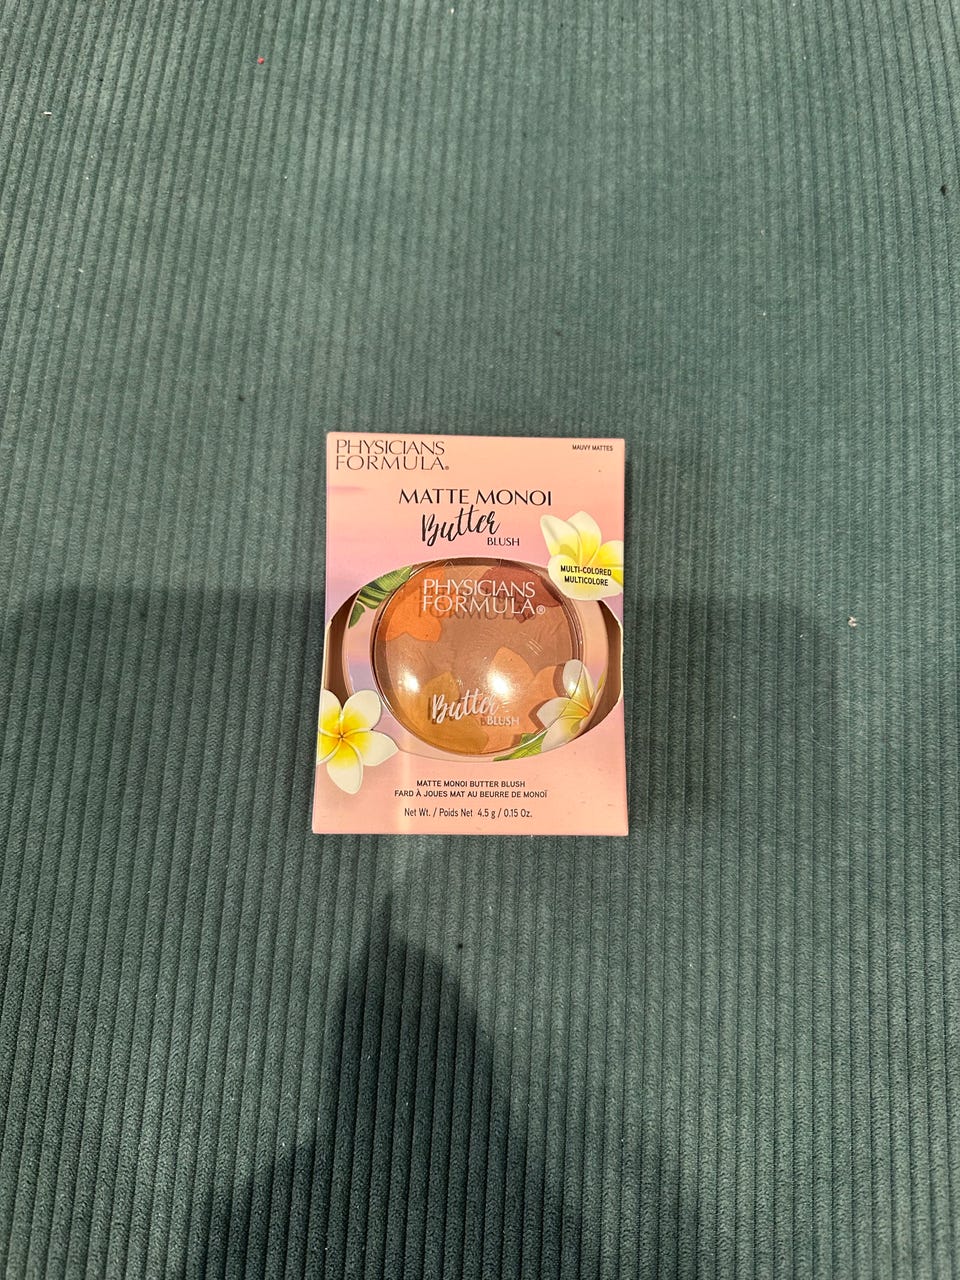 PHYSICIANS
FORMULA®
MAUVY MATTES
MATTE MONOI
Butter
BLUSH
MULTI-COLORED
MULTICOLORE
PHYSICIANS
FORMULA®
Butter
BLUSH
MATTE MONOI BUTTER BLUSH
FARD À JOUES MAT AU BEURRE DE MONOÏ
Net Wt. / Poids Net 4.5 g / 0.15 Oz.